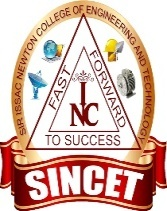 SIR ISSAC NEWTON COLLEGE OF ENGINEERING AND TECHNOLOGY
FAST FORWARD
INC
TO SUCCESS
SINCET